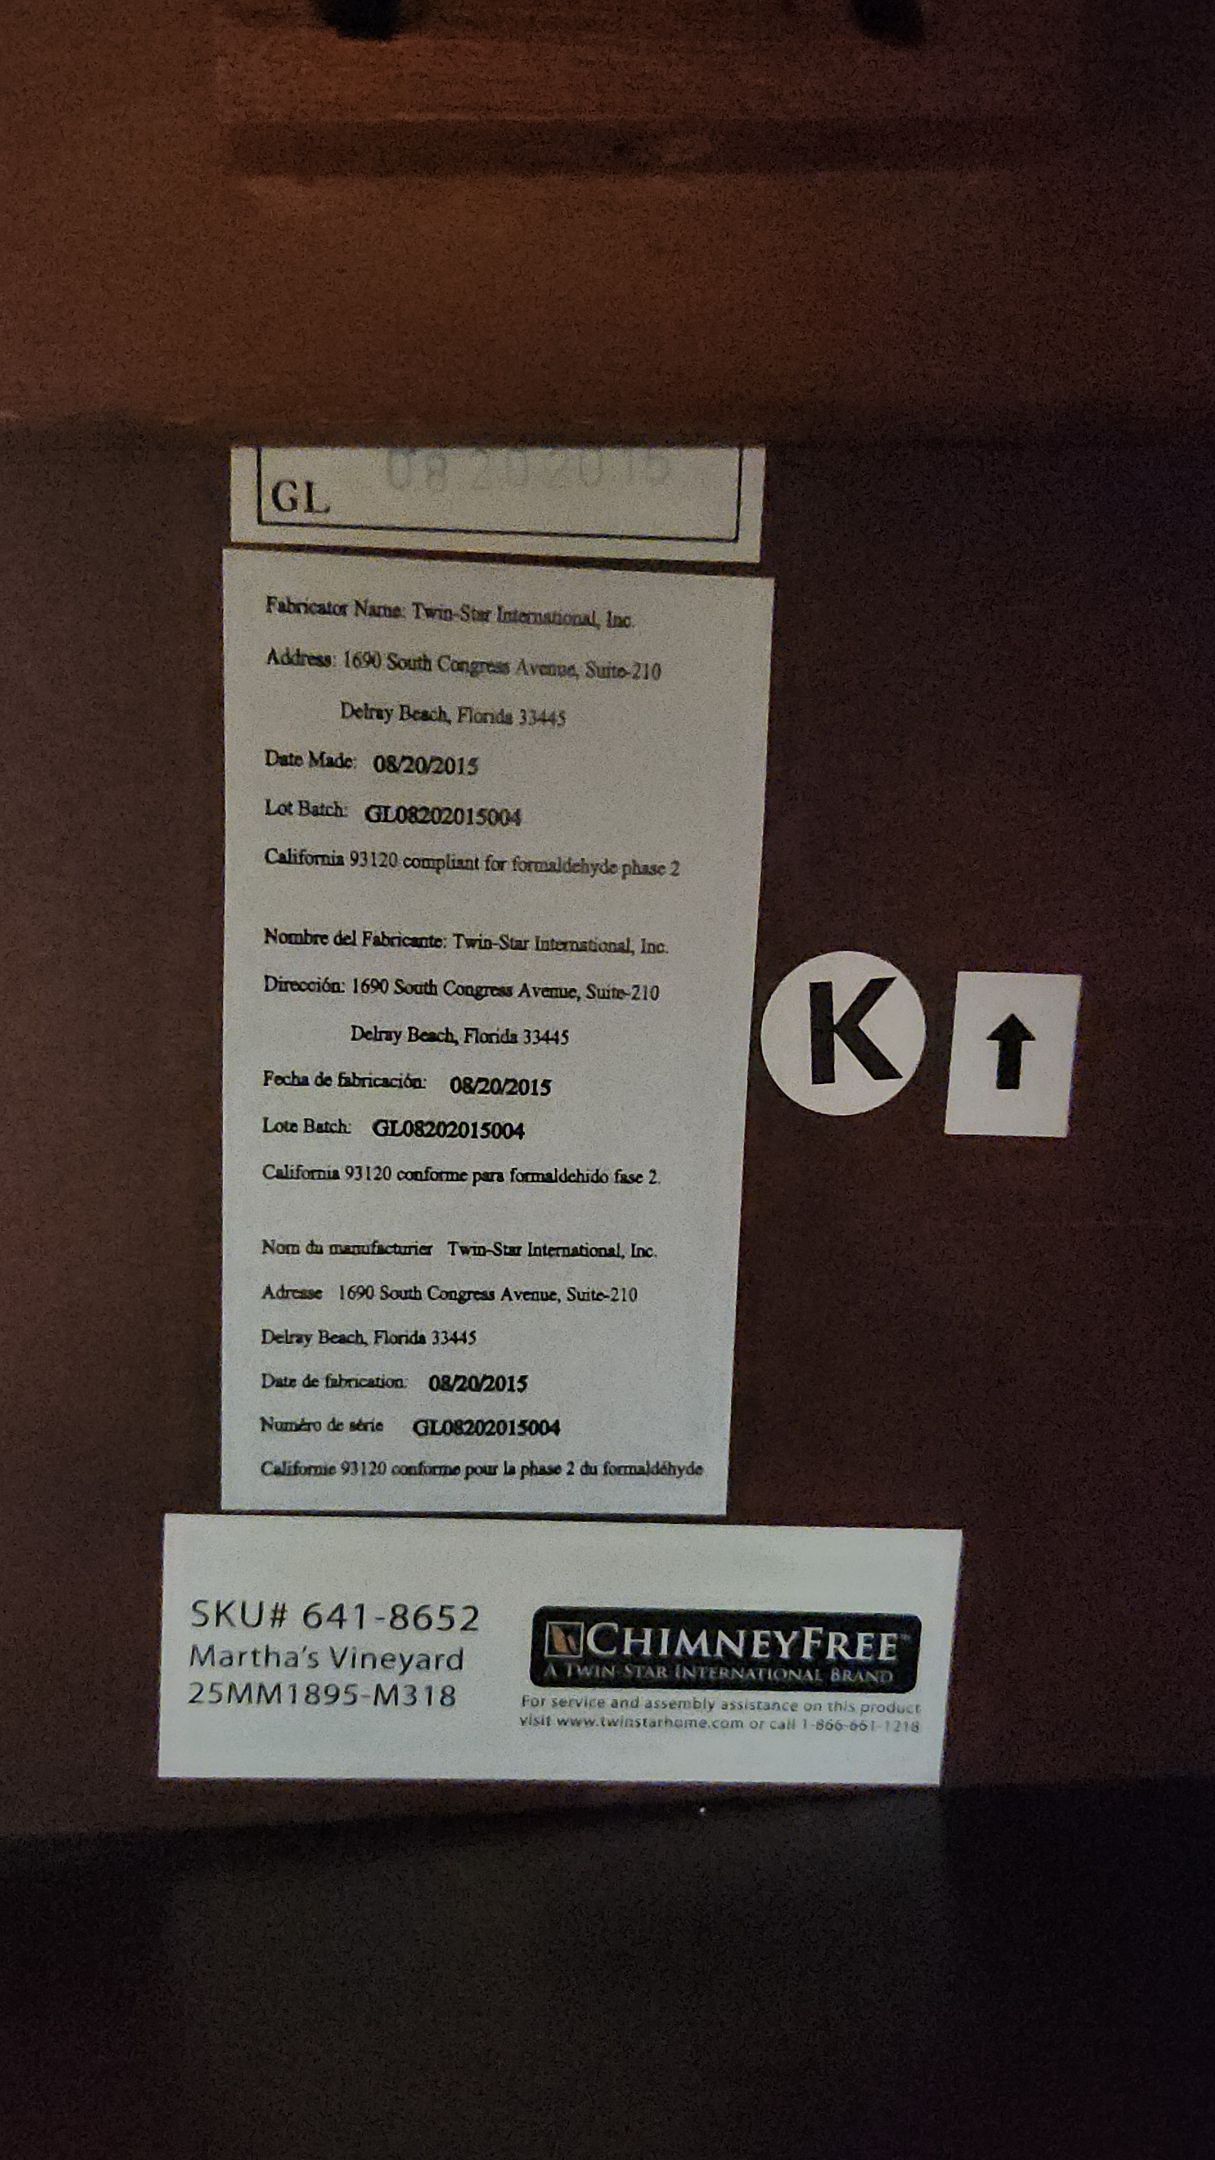 08 20 2015
GL
Fabricator Name: Twin-Star International, Inc.
Address: 1690 South Congress Avenue, Suite-210
Delray Beach, Florida 33445
Date Made: 08/20/2015
Lot Batch: GL08202015004
California 93120 compliant for formaldehyde phase 2
Nombre del Fabricante: Twin-Star International, Inc.
Dirección: 1690 South Congress Avenue, Suite-210
Delray Beach, Florida 33445
Fecha de fabricación: 08/20/2015
Lote Batch: GL08202015004
California 93120 conforme para formaldehido fase 2.
Nom du manufacturier Twin-Star International, Inc.
Adresse 1690 South Congress Avenue, Suite-210
Delray Beach, Florida 33445
Date de fabrication: 08/20/2015
Numéro de série GL08202015004
Californie 93120 conforme pour la phase 2 du formaldéhyde
K
SKU# 641-8652
Martha's Vineyard
25MM1895-M318
CHIMNEYFREE™
A TWIN-STAR INTERNATIONAL BRAND
For service and assembly assistance on this product
visit www.twinstarhome.com or call 1-866-661-1218